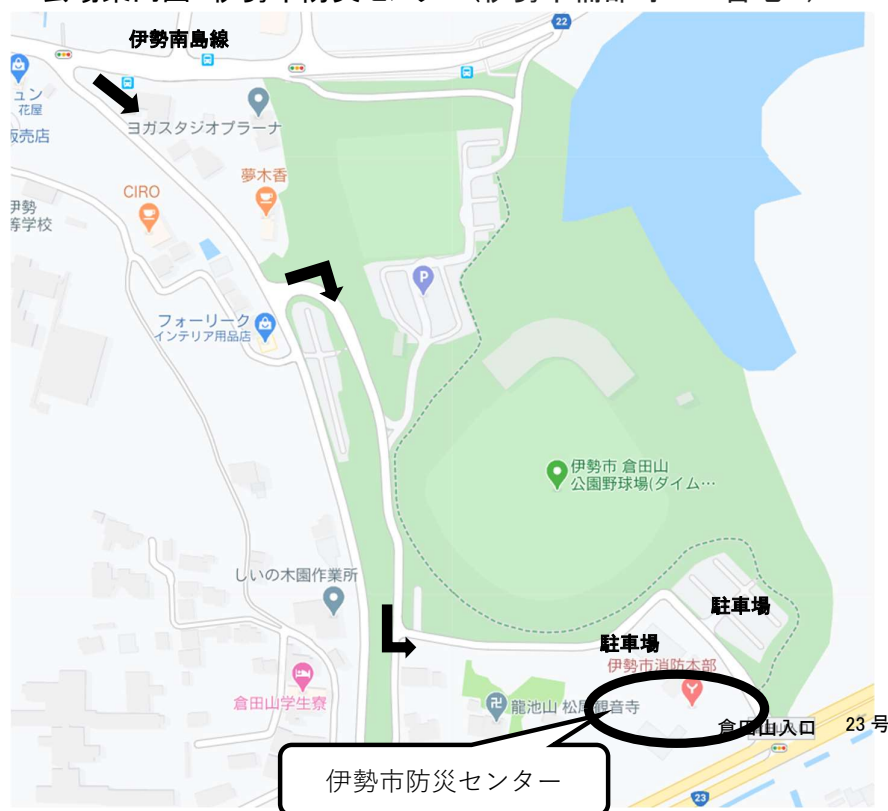 伊勢南島線
22
ュン
花屋
販売店
ヨガスタジオプラーナ
夢木香
CIRO
伊勢
等学校
P
フォーリーク
インテリア用品店
伊勢市 倉田山
公園野球場(ダイム…
しいの木園作業所
駐車場
駐車場
伊勢市消防本部
倉田山学生寮
卍
龍池山 松尾観音寺
Y
倉田山入口
23 号
伊勢市防災センター
23